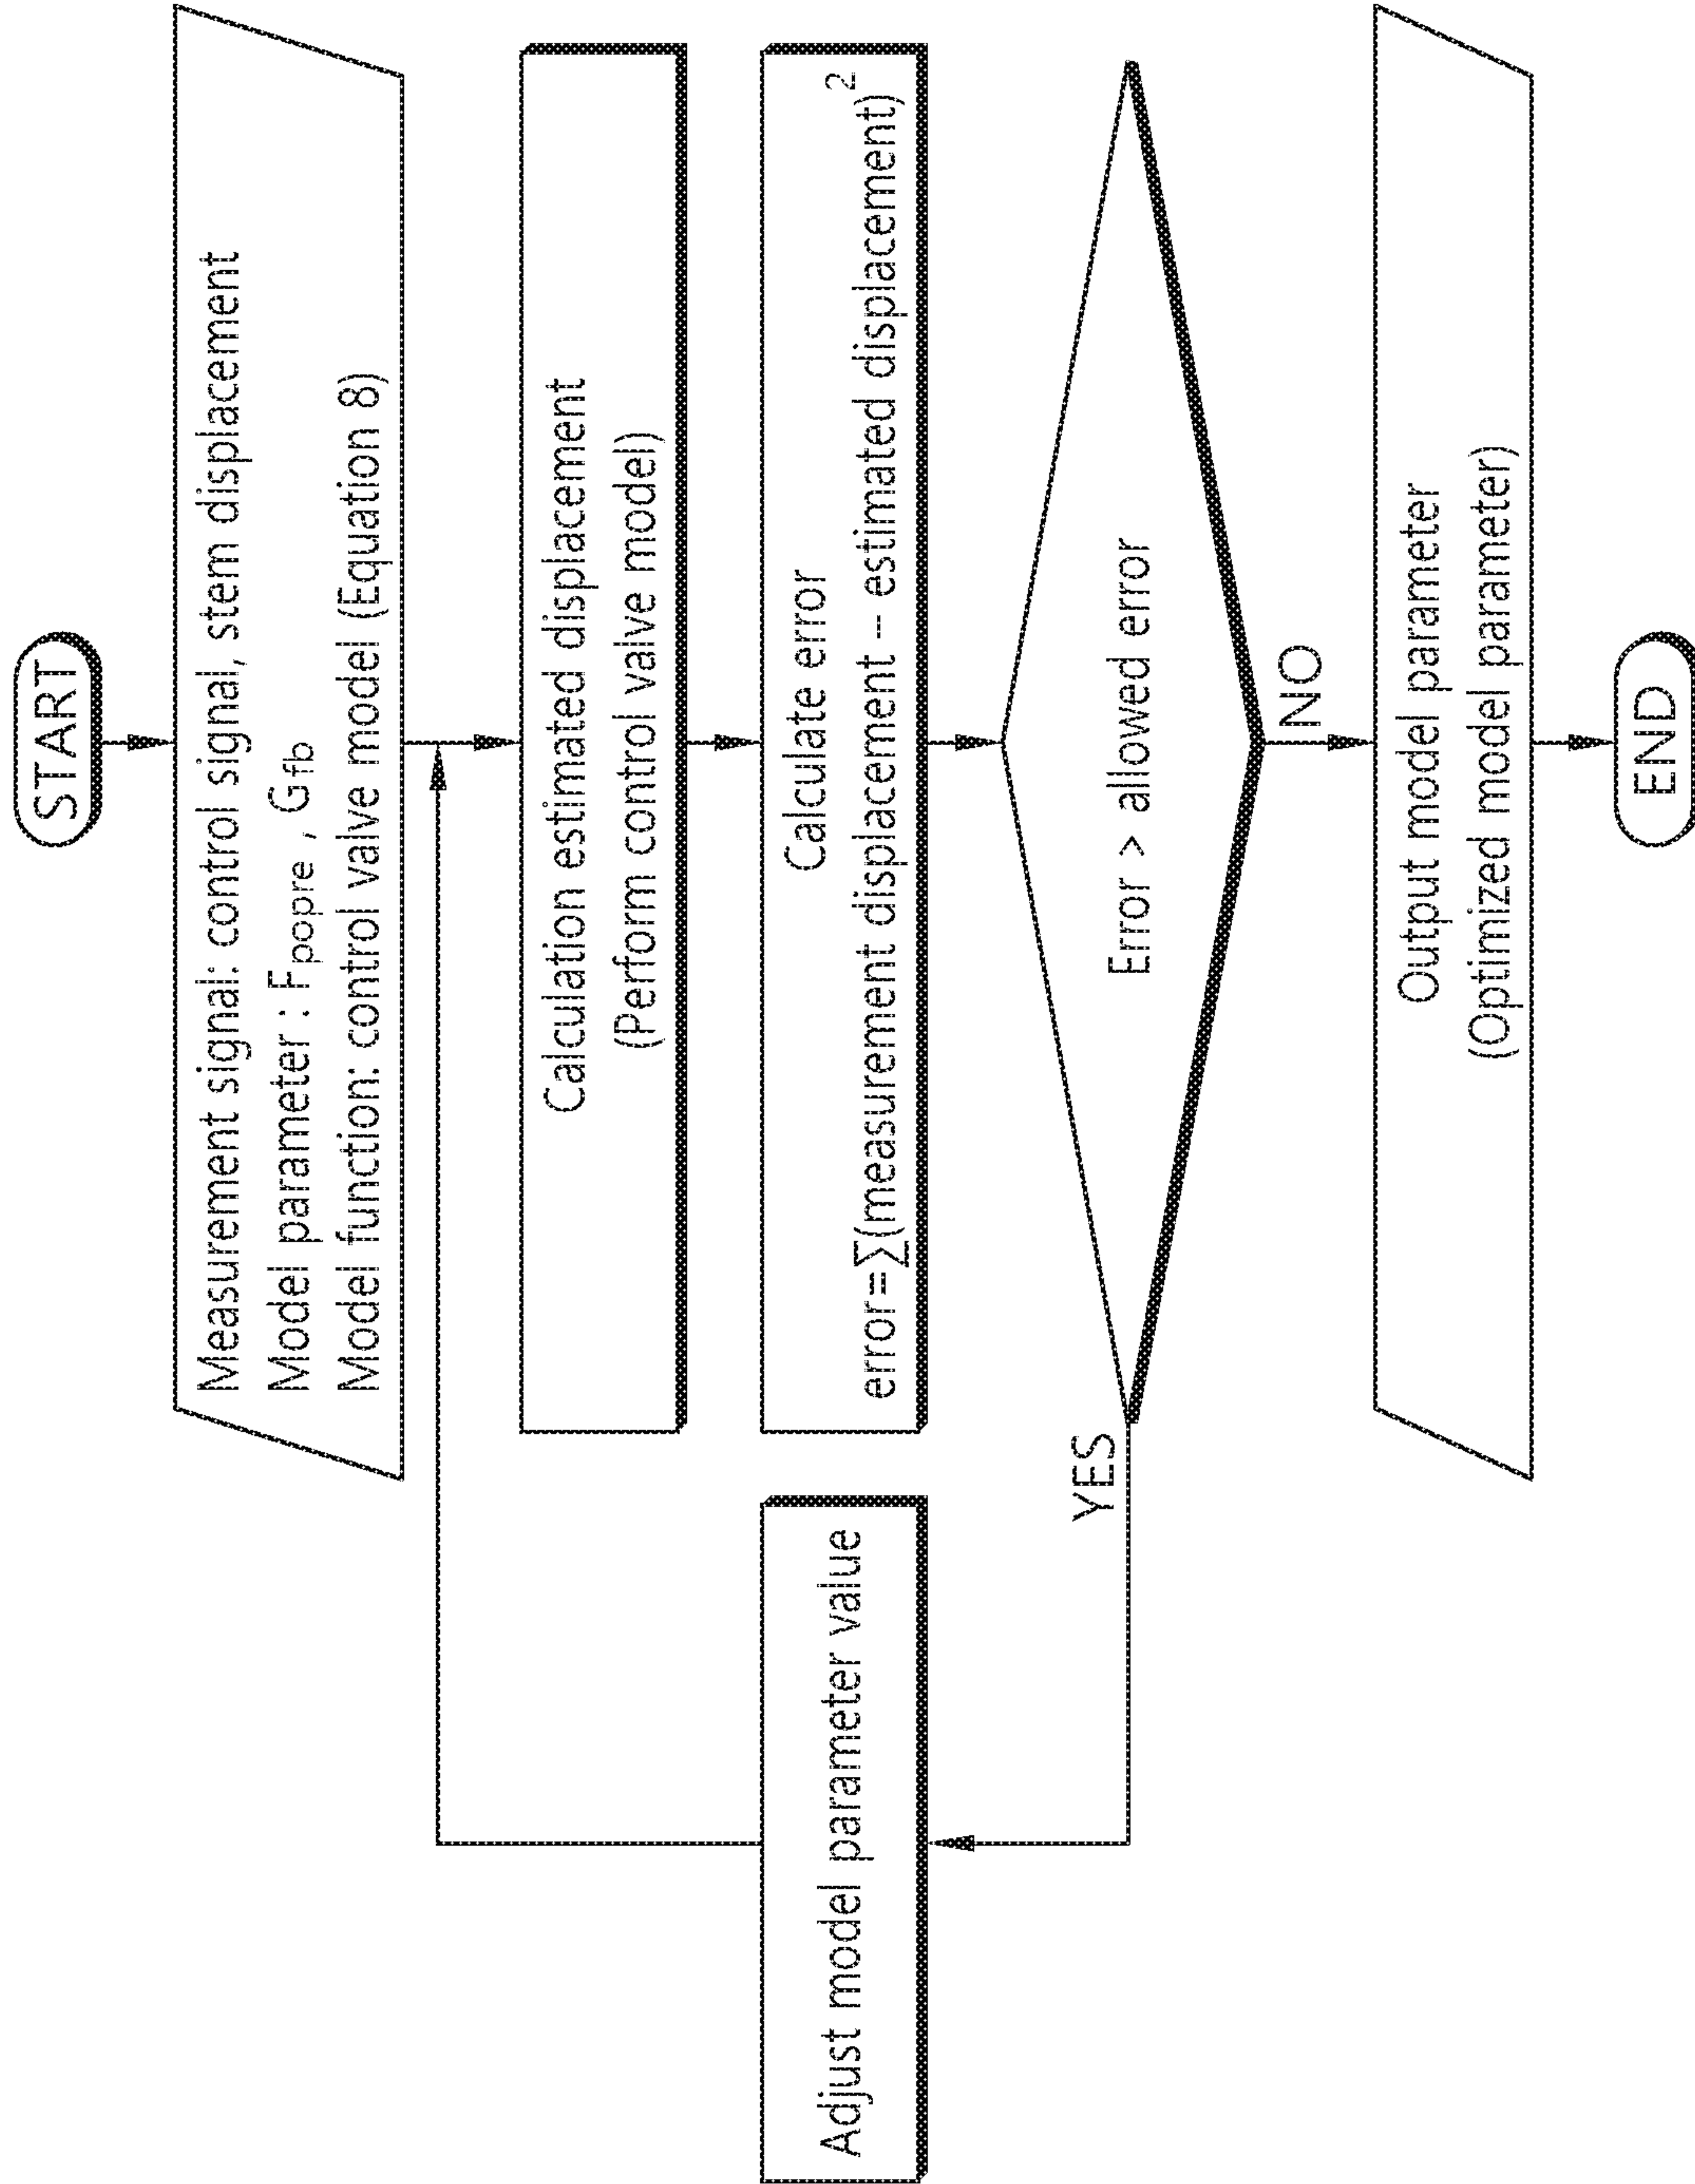 START
Measurement signal: control signal, stem displacement
Model parameter : Fpopre , Gfb
Model function: control valve model (Equation 8)
Calculation estimated displacement
(Perform control valve model)
Calculate error
error=∑(measurement displacement – estimated displacement)²
Error > allowed error
YES
Adjust model parameter value
NO
Output model parameter
(Optimized model parameter)
END